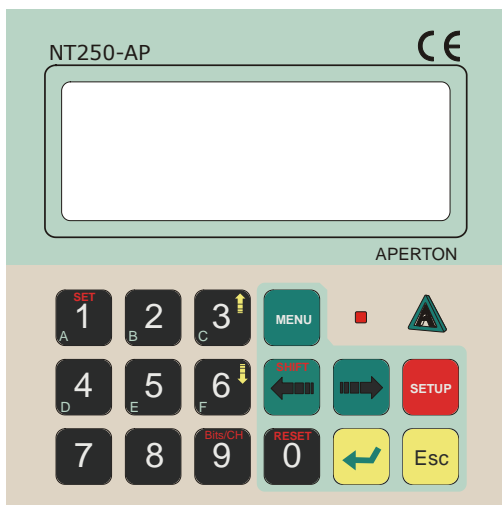 NT250-AP CE
APERTON
SET
1 2 3 MENU
A B C
SHIFT
4 5 6 SETUP
D E F
Bits/CH RESET
7 8 9 0 Esc